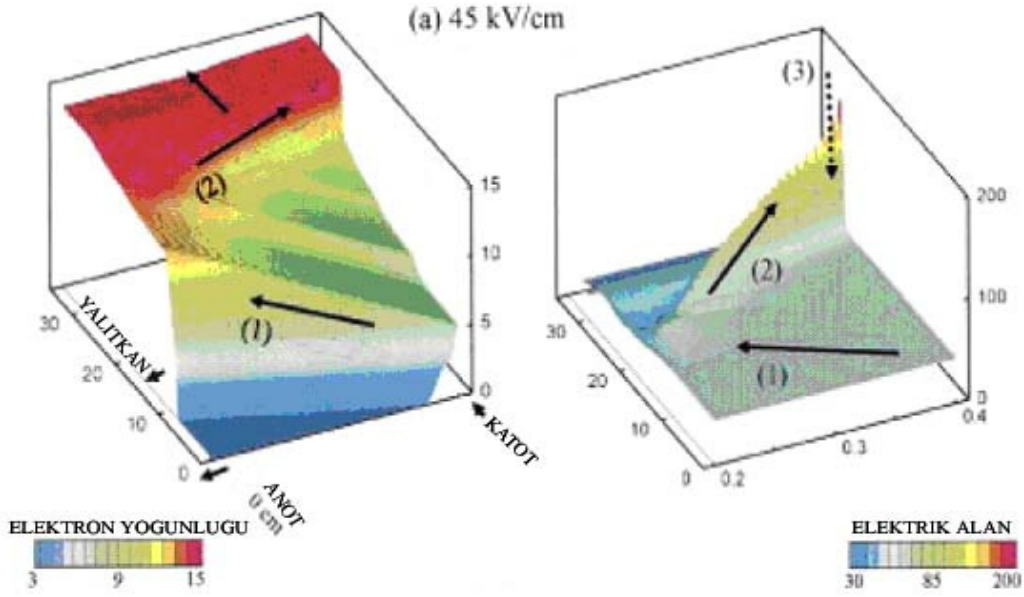 (a) 45 kV/cm
(2)
(1)
15
10
5
0
30
20
10
0
YALITKAN
KATOT
ANOT
0 cm
ELEKTRON YOGUNLUGU
3 9 15
(3)
(2)
(1)
200
100
0
30
20
10
0
0.2
0.3
0.4
ELEKTRIK ALAN
30 85 200